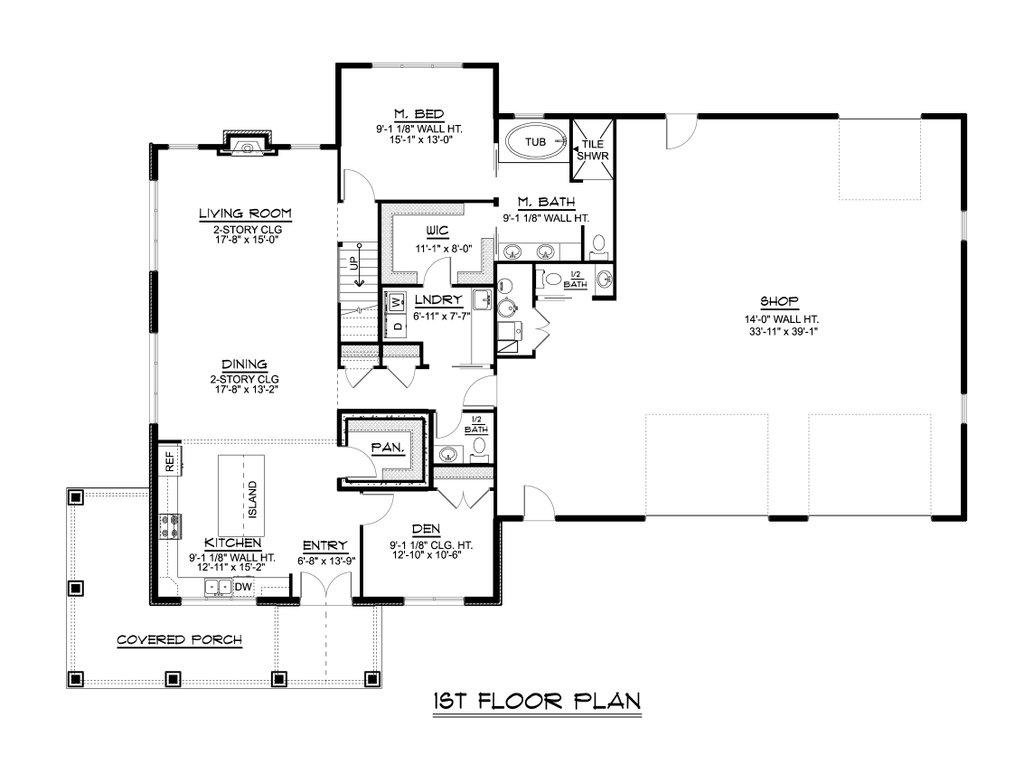 M. BED
9'-1 1/8" WALL HT.
15'-1" x 13'-0"
TUB
TILE
SHWR
M. BATH
9'-1 1/8" WALL HT.
LIVING ROOM
2-STORY CLG
17'-8" x 15'-0"
WIC
11'-1" x 8'-0"
UP
1/2
BATH
LNDRY
6'-11" x 7'-7"
W
D
SHOP
14'-0" WALL HT.
33'-11" x 39'-1"
DINING
2-STORY CLG
17'-8" x 13'-2"
1/2
BATH
PAN.
REF
ISLAND
KITCHEN
9'-1 1/8" WALL HT.
12'-11" x 15'-2"
DW
ENTRY
6'-8" x 13'-9"
DEN
9'-1 1/8" CLG. HT.
12'-10" x 10'-6"
COVERED PORCH
1ST FLOOR PLAN